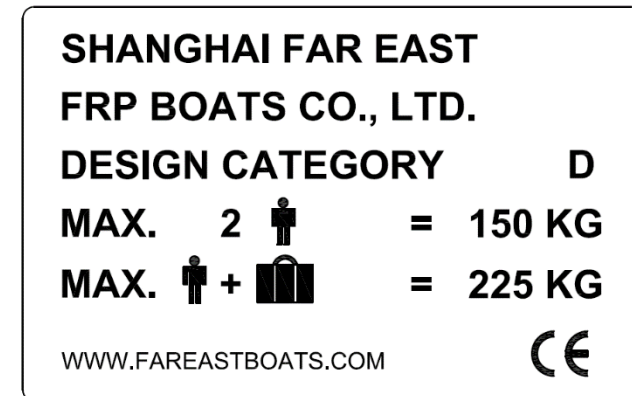 SHANGHAI FAR EAST
FRP BOATS CO., LTD.
DESIGN CATEGORY D
MAX. 2 = 150 KG
MAX. + = 225 KG
WWW.FAREASTBOATS.COM CE